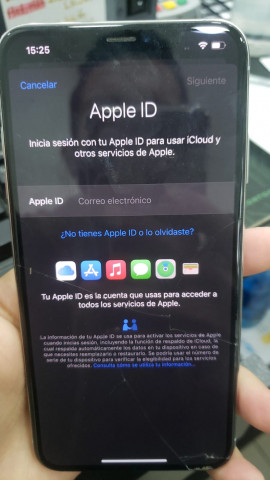 15:25
Cancelar
Siguiente
Apple ID
Inicia sesión con tu Apple ID para usar iCloud y
otros servicios de Apple.
Apple ID Correo electrónico
¿No tienes Apple ID o lo olvidaste?
Tu Apple ID es la cuenta que usas para acceder a
todos los servicios de Apple.
La información de tu Apple ID se usa para activar los servicios de Apple
cuando inicias sesión, incluyendo la función de respaldo de iCloud, la
cual respalda automáticamente los datos en tu dispositivo en caso de
que necesites reemplazarlo o restaurarlo. Se podría usar el número de
serie de tu dispositivo para verificar la elegibilidad para los servicios
ofrecidos. Consulta cómo se utiliza tu información...